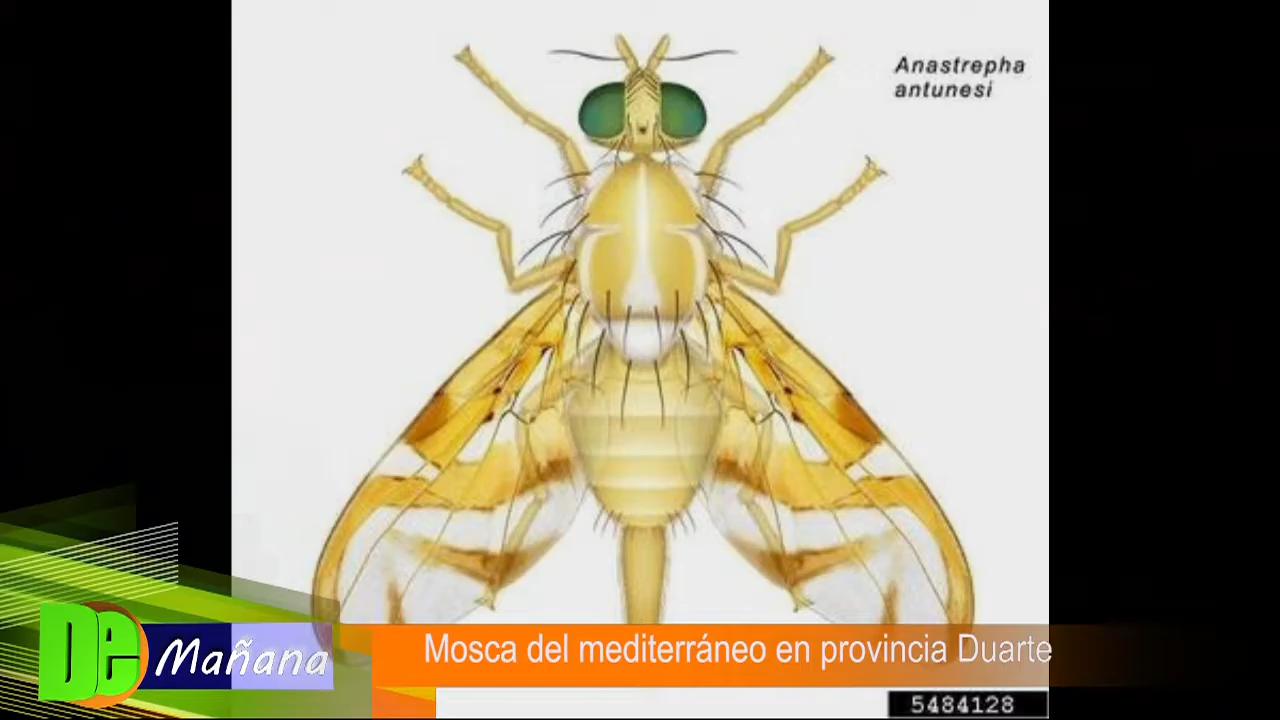 Anastrepha
antunesi
De
Mañana
Mosca del mediterráneo en provincia Duarte
5484128